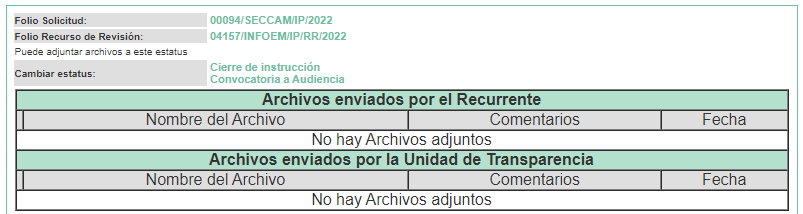 Folio Solicitud: 00094/SECCAM/IP/2022
Folio Recurso de Revisión: 04157/INFOEM/IP/RR/2022
Puede adjuntar archivos a este estatus
Cambiar estatus: Cierre de instrucción
Convocatoria a Audiencia
Archivos enviados por el Recurrente
Nombre del Archivo Comentarios Fecha
No hay Archivos adjuntos
Archivos enviados por la Unidad de Transparencia
Nombre del Archivo Comentarios Fecha
No hay Archivos adjuntos